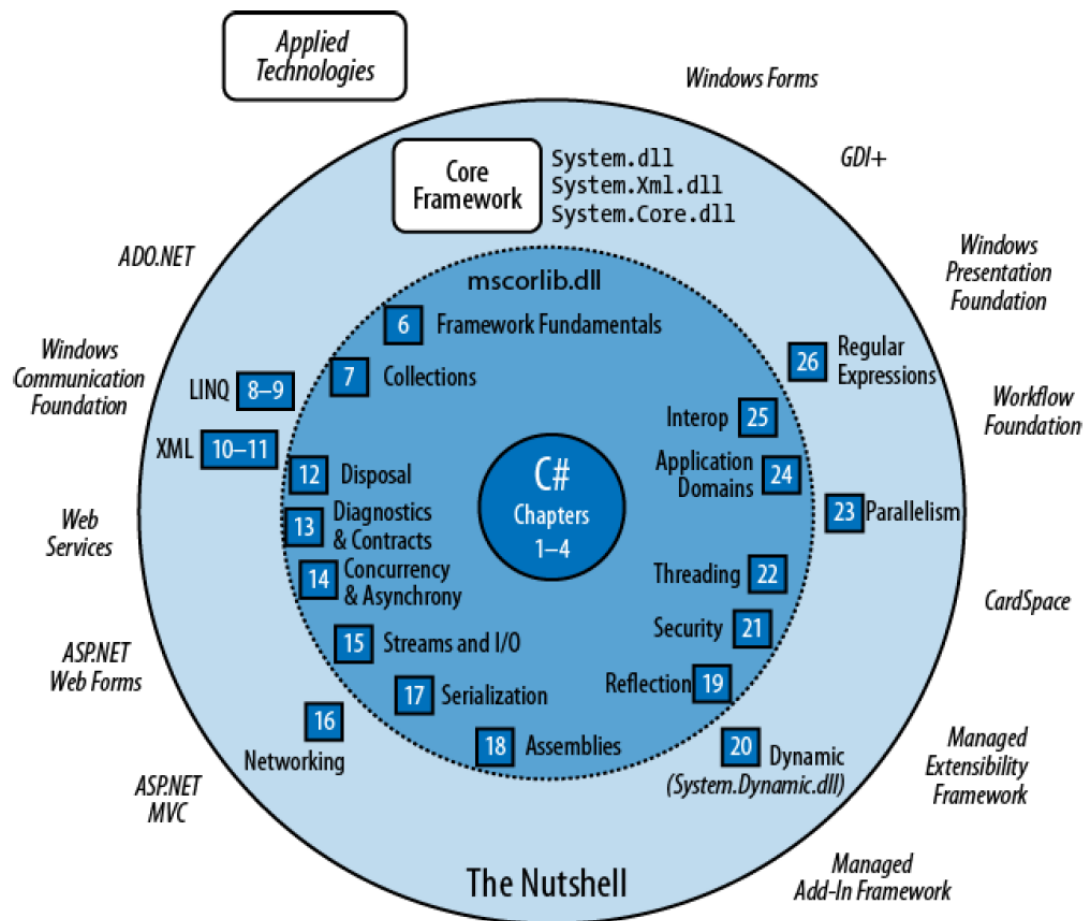 Applied
Technologies
Windows Forms
GDI+
Core
Framework
System.dll
System.Xml.dll
System.Core.dll
ADO.NET
Windows
Presentation
Foundation
mscorlib.dll
6 Framework Fundamentals
Windows
Communication
Foundation
7 Collections
LINQ 8–9
26 Regular
Expressions
Workflow
Foundation
Interop 25
XML 10–11
12 Disposal
Application
Domains 24
C#
Chapters
1–4
Web
Services
13 Diagnostics
& Contracts
23 Parallelism
14 Concurrency
& Asynchrony
Threading 22
CardSpace
15 Streams and I/O
Security 21
ASP.NET
Web Forms
17 Serialization
Reflection 19
16
Networking
18 Assemblies
20 Dynamic
(System.Dynamic.dll)
Managed
Extensibility
Framework
ASP.NET
MVC
The Nutshell
Managed
Add-In Framework